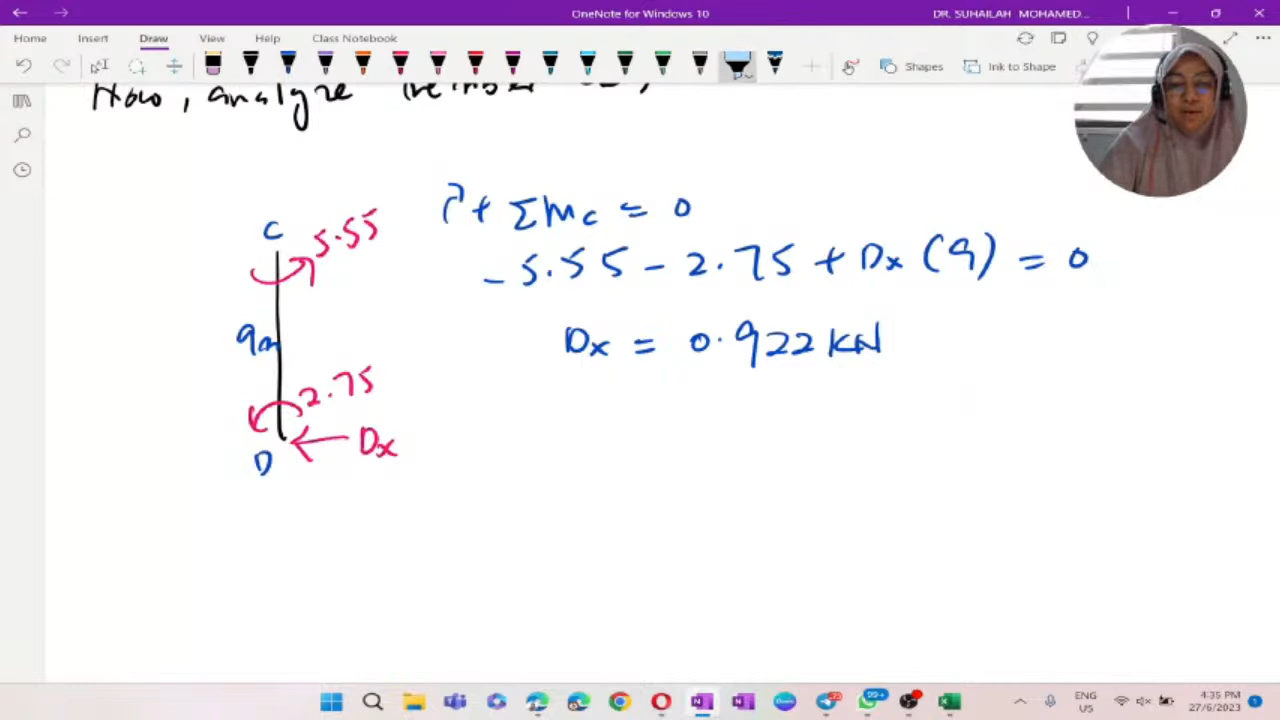 OneNote for Windows 10
DR. SUHAILAH MOHAMED...
Home Insert Draw View Help Class Notebook
Shapes
Ink to Shape
Now, analyze member
C
5.55
9m
2.75
D
Dx
+ ΣMc = 0
- 5.55 - 2.75 + Dx (9) = 0
Dx = 0.922 kN
99+
ENG
US
4:35 PM
27/6/2023